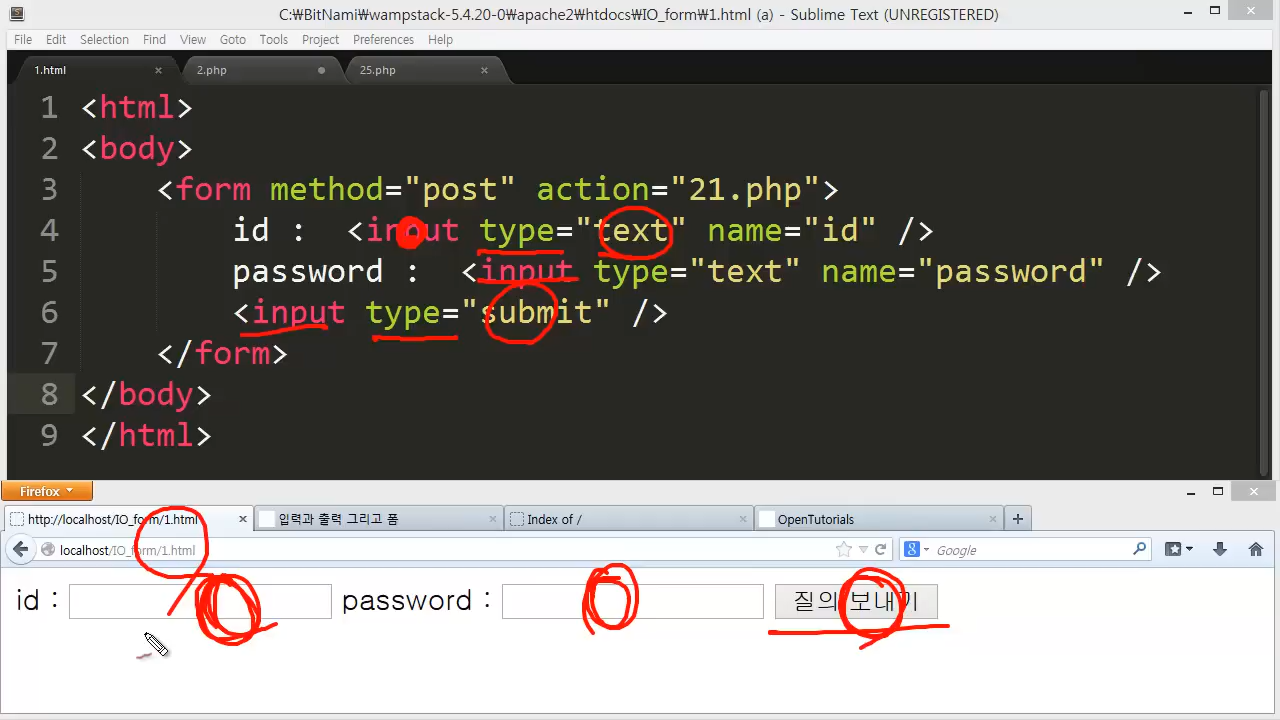 C:₩BitNami₩wampstack-5.4.20-0₩apache2₩htdocs₩IO_form₩1.html (a) - Sublime Text (UNREGISTERED)
File Edit Selection Find View Goto Tools Project Preferences Help
1.html 2.php 25.php
1 <html>
2 <body>
3 <form method="post" action="21.php">
4 id : <input type="text" name="id" />
5 password : <input type="text" name="password" />
6 <input type="submit" />
7 </form>
8 </body>
9 </html>
Firefox
http://localhost/IO_form/1.html 입력과 출력 그리고 폼 Index of / OpenTutorials
localhost/IO_form/1.html Google
id : password : 질의 보내기